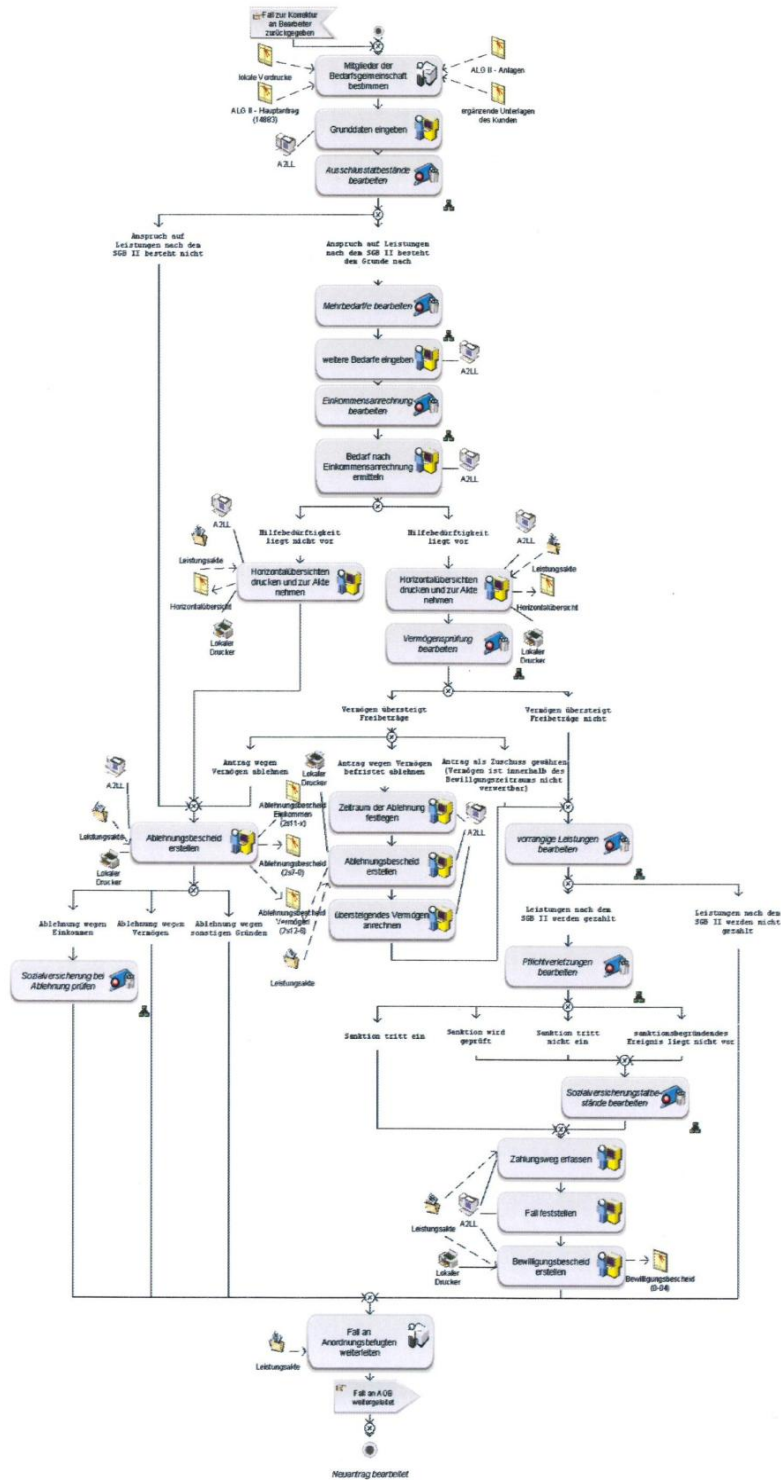 Fall zur Korrektur
an Bearbeiter
zurückgegeben
lokale Vordrucke
ALG II - Hauptantrag
(14883)
Mitglieder der
Bedarfsgemeinschaft
bestimmen
ALG II - Anlagen
ergänzende Unterlagen
des Kunden
Grunddaten eingeben
A2LL
Ausschlusstatbestände
bearbeiten
Anspruch auf
Leistungen nach dem
SGB II besteht nicht
Anspruch auf Leistungen
nach dem SGB II besteht
dem Grunde nach
Mehrbedarffe bearbeiten
weitere Bedarfe eingeben
A2LL
Einkommensanrechnung
bearbeiten
Bedarf nach
Einkommensanrechnung
ermitteln
A2LL
Hilfebedürftigkeit
liegt nicht vor
Hilfebedürftigkeit
liegt vor
A2LL
Leistungsakte
Horizontalübersicht
Lokaler
Drucker
Horizontalübersichten
drucken und zur Akte
nehmen
A2LL
Leistungsakte
Horizontalübersichten
drucken und zur Akte
nehmen
Horizontalübersicht
Lokaler
Drucker
Vermögensprüfung
bearbeiten
Vermögen übersteigt
Freibeträge
Vermögen übersteigt
Freibeträge nicht
Antrag wegen
Vermögen ablehnen
Antrag wegen Vermögen
befristet ablehnen
Antrag als Zuschuss gewähren
(Vermögen ist innerhalb des
Bewilligungszeitraums nicht
verwertbar)
A2LL
Leistungsakte
Lokaler
Drucker
Ablehnungsbescheid
erstellen
Lokaler
Drucker
Ablehnungsbescheid
Einkommen
(2s11-x)
Ablehnungsbescheid
(2s7-0)
Ablehnungsbescheid
Vermögen
Leistungsakte
Zeitraum der Ablehnung
festlegen
A2LL
Ablehnungsbescheid
erstellen
übersteigendes Vermögen
anrechnen
vorrangige Leistungen
bearbeiten
Leistungen nach dem
SGB II werden gezahlt
Leistungen nach dem
SGB II werden nicht
gezahlt
Ablehnung wegen
Einkommen
Ablehnung wegen
Vermögen
Ablehnung wegen
sonstigen Gründen
Sozialversicherung bei
Ablehnung prüfen
Pflichtverletzungen
bearbeiten
Sanktion tritt ein
Sanktion wird
geprüft
Sanktion tritt
nicht ein
sanktionsbegründendes
Ereignis liegt nicht vor
Sozialversicherungstatbe-
stände bearbeiten
Zahlungsweg erfassen
Leistungsakte
A2LL
Fall feststellen
Lokaler
Drucker
Bewilligungsbescheid
erstellen
Bewilligungsbescheid
(0-04)
Fall an
Anordnungsbefugten
weiterleiten
Leistungsakte
Fall an AOB
weitergeleitet
Neuantrag bearbeitet